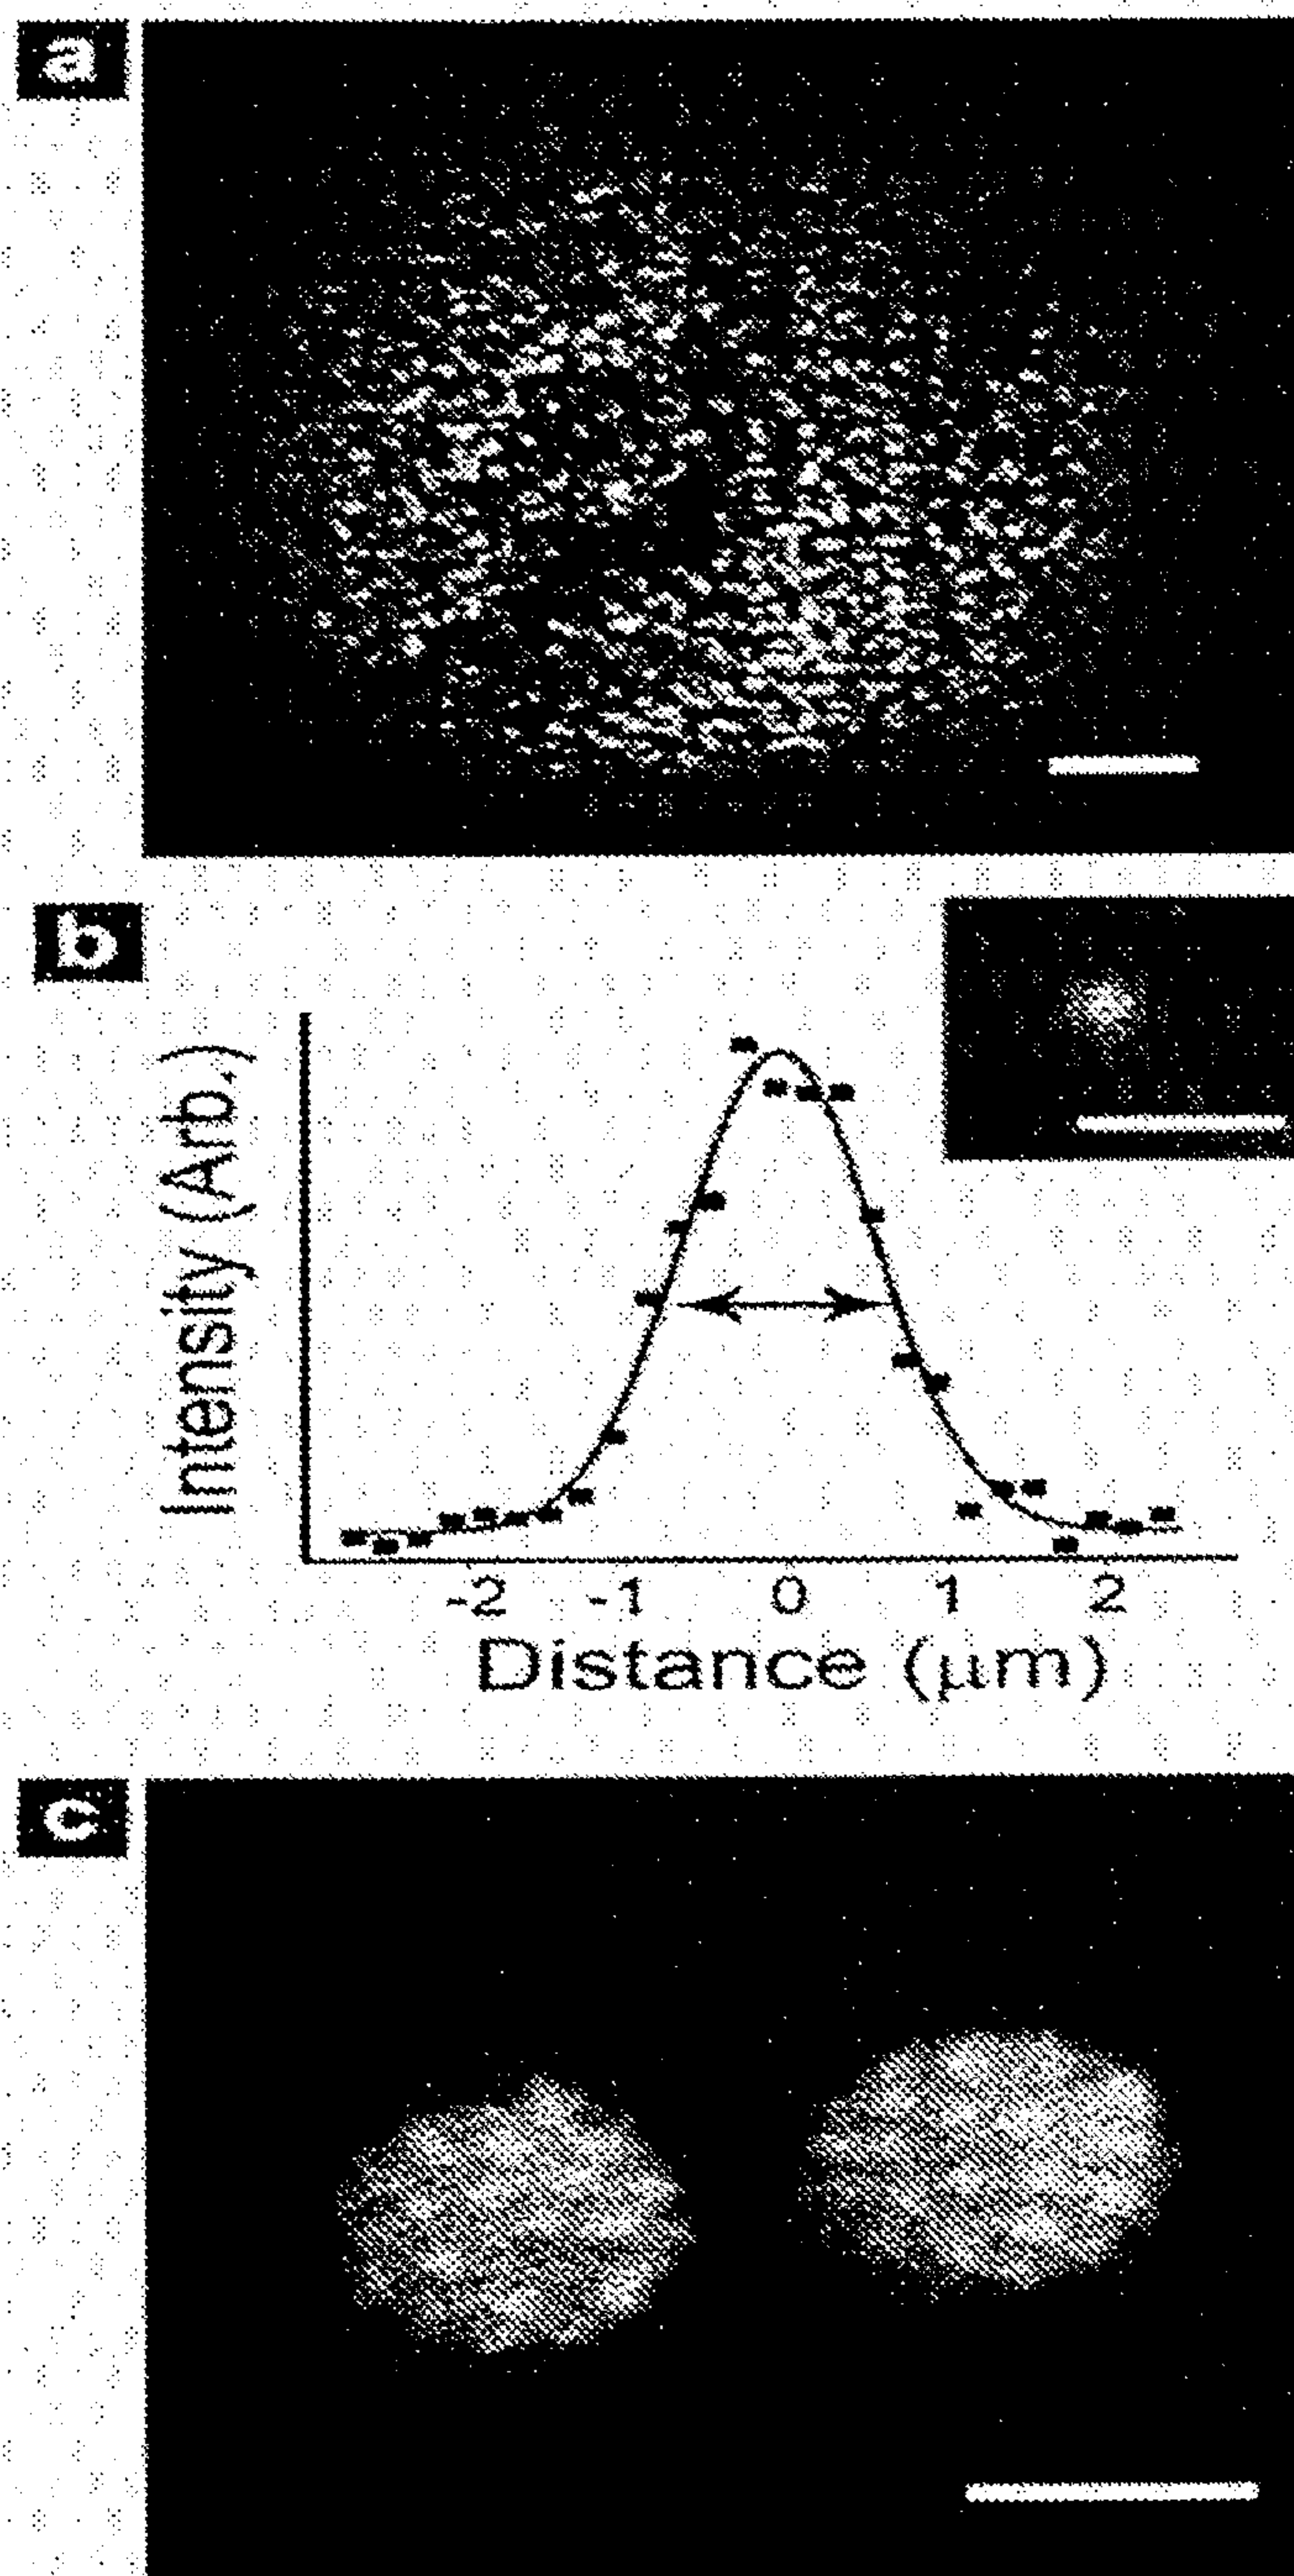 a
b
Intensity (Arb.)
-2 -1 0 1 2
Distance (μm)
c